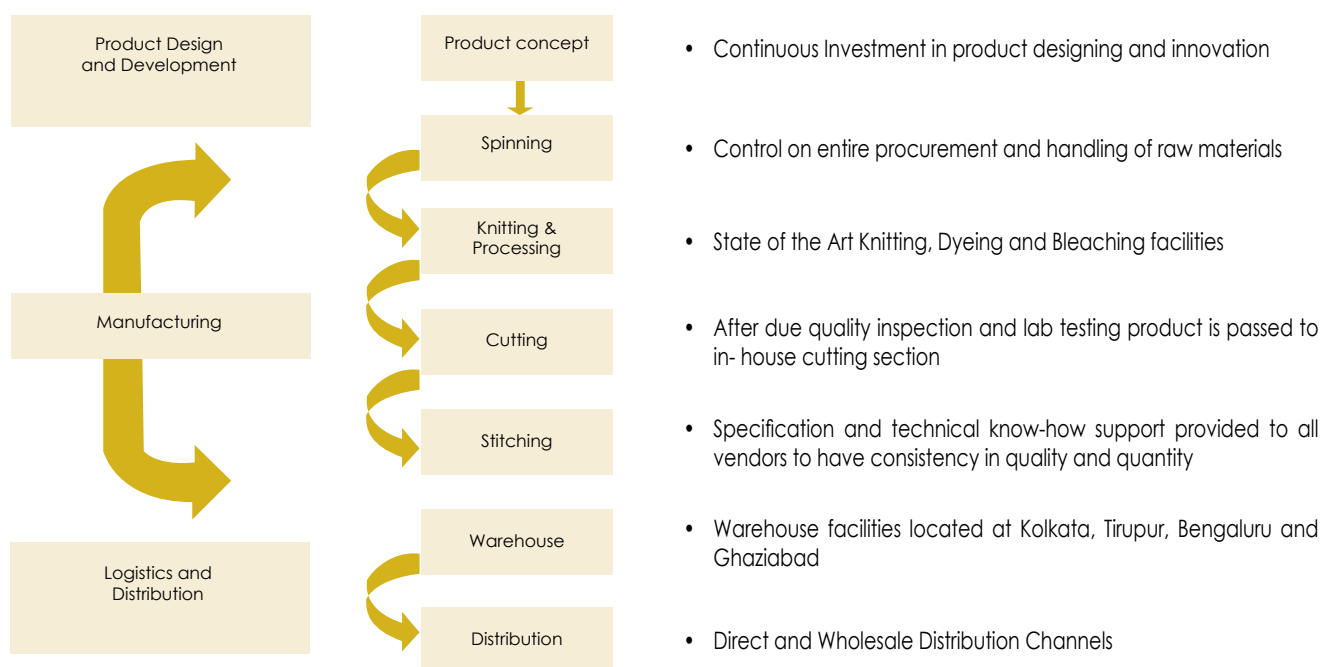 Product Design
and Development
Manufacturing
Logistics and
Distribution
Product concept
Spinning
Knitting &
Processing
Cutting
Stitching
Warehouse
Distribution
• Continuous Investment in product designing and innovation
• Control on entire procurement and handling of raw materials
• State of the Art Knitting, Dyeing and Bleaching facilities
• After due quality inspection and lab testing product is passed to
in- house cutting section
• Specification and technical know-how support provided to all
vendors to have consistency in quality and quantity
• Warehouse facilities located at Kolkata, Tirupur, Bengaluru and
Ghaziabad
• Direct and Wholesale Distribution Channels